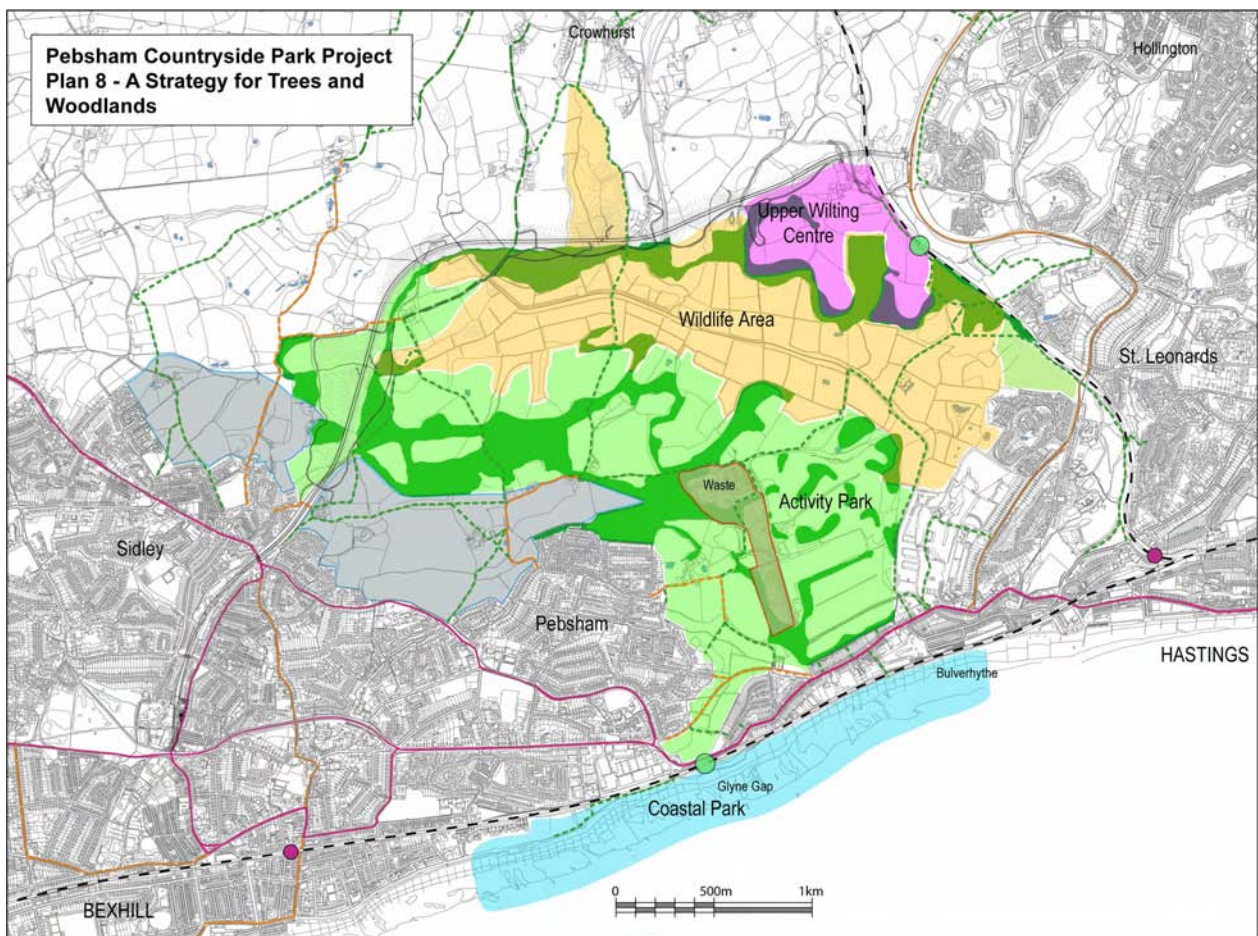 Pebsham Countryside Park Project
Plan 8 - A Strategy for Trees and
Woodlands
Crowhurst
Hollington
Upper Wilting
Centre
Wildlife Area
St. Leonards
Waste
Activity Park
Sidley
Pebsham
HASTINGS
Bulverhythe
Glyne Gap
Coastal Park
0 500m 1km
BEXHILL